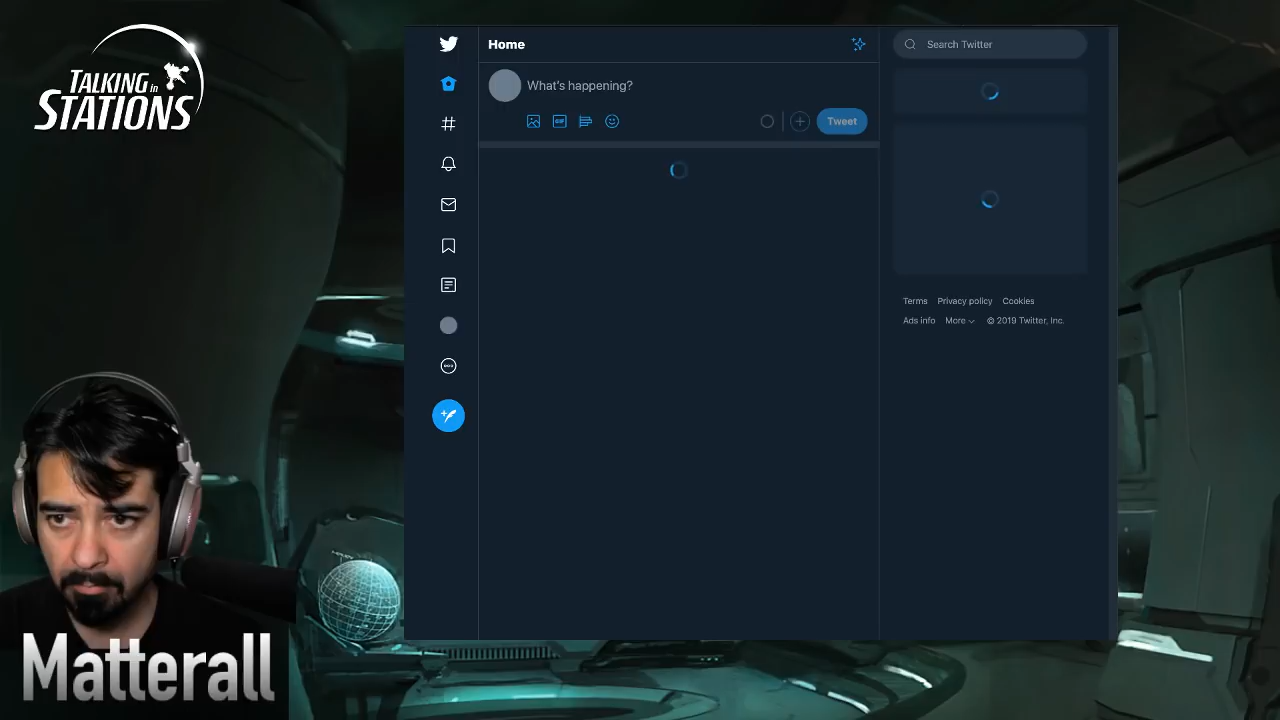 TALKING in
STATIONS
Home
What's happening?
GIF
Tweet
Search Twitter
Terms Privacy policy Cookies
Ads info More © 2019 Twitter, Inc.
Matterall